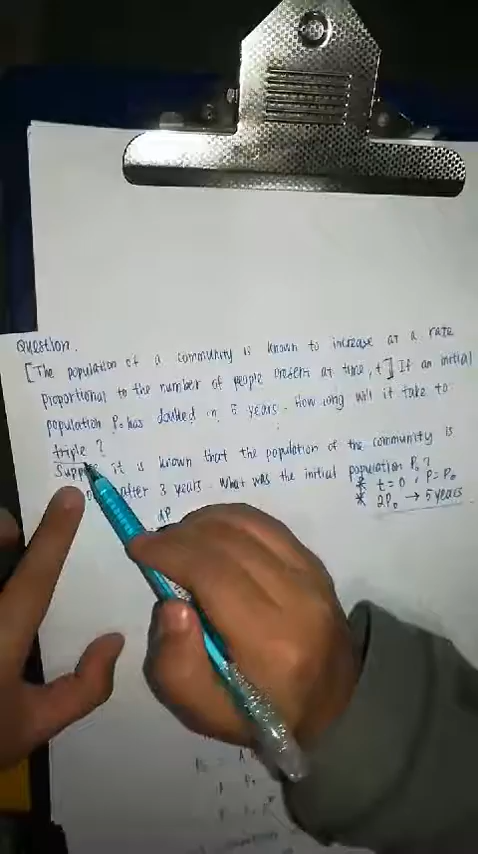 Question.
[The population of a community is known to increase at a rate
proportional to the number of people present at time, t] If an initial
population P₀ has doubled in 5 years. How long will it take to
triple?
Suppose it is known that the population of the community is
after 3 years. What was the initial population P₀?
* t = 0, P = P₀
* 2P₀ → 5 years
dP